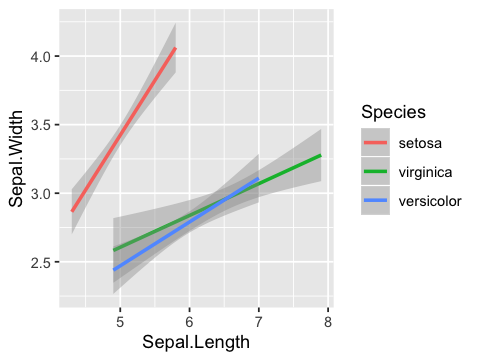 4.0
3.5
3.0
2.5
Sepal.Width
5 6 7 8
Sepal.Length
Species
setosa
virginica
versicolor